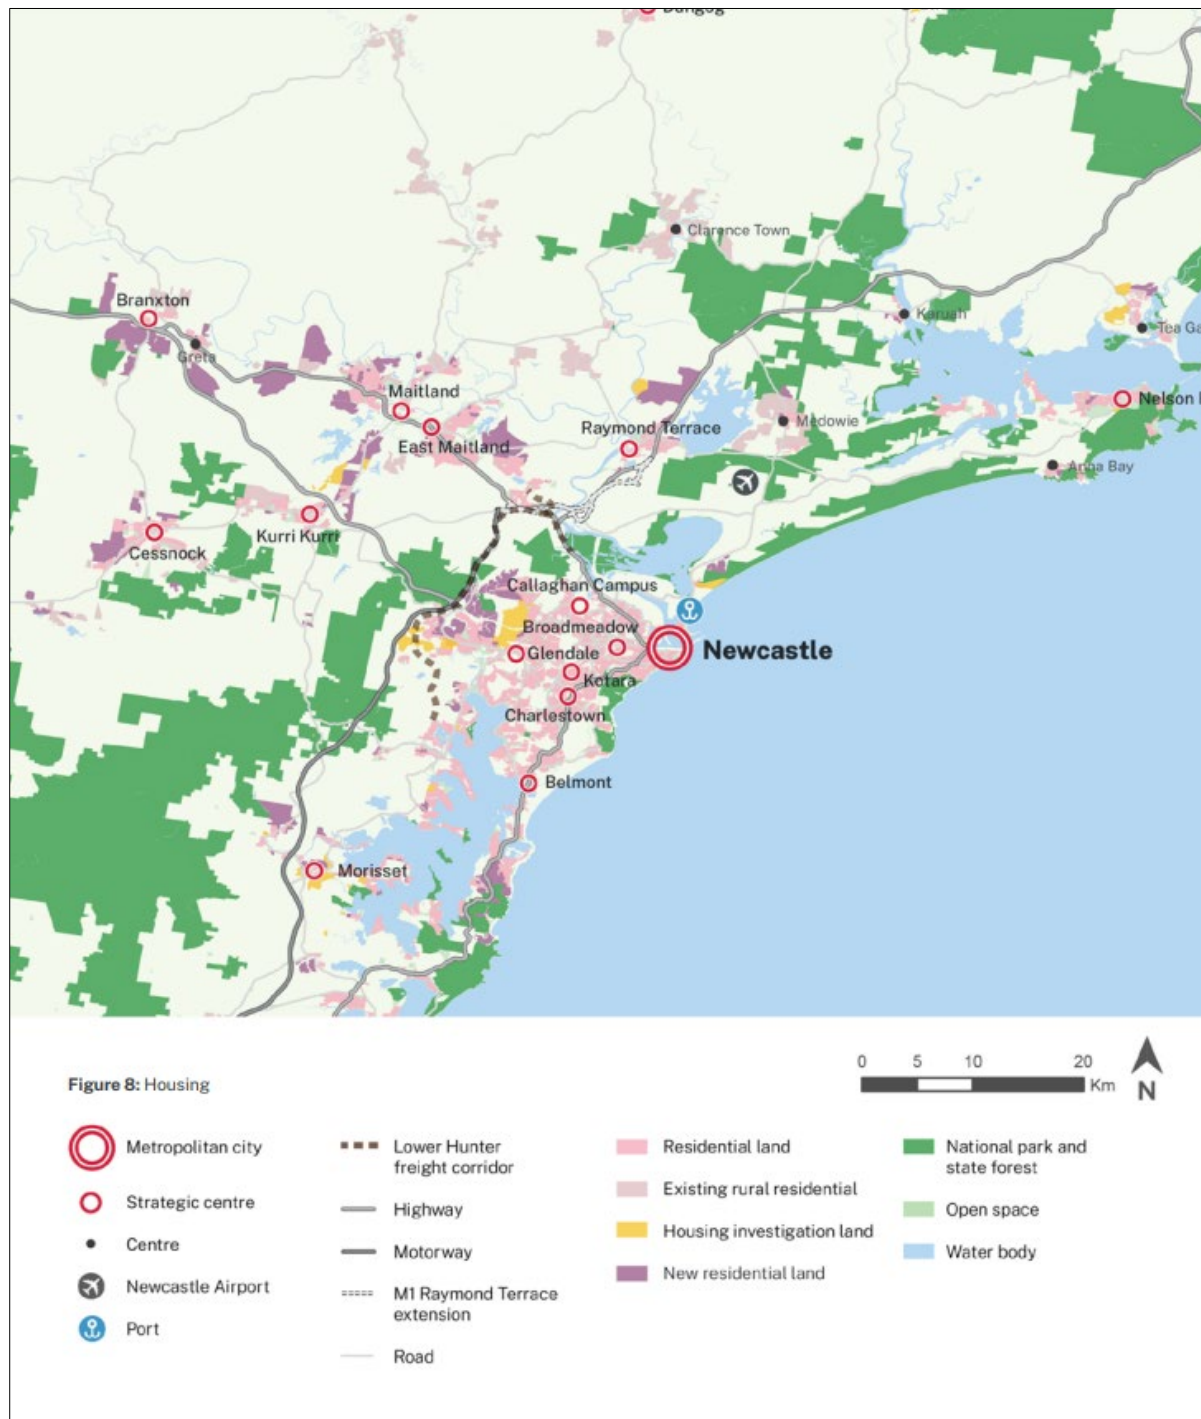 Clarence Town
Branxton
Karuah
Greta
Tea Ga
Maitland
Nelson
East Maitland
Raymond Terrace
Medowie
Anna Bay
Cessnock
Kurri Kurri
Callaghan Campus
Broadmeadow
Glendale
Newcastle
Kotara
Charlestown
Belmont
Morisset
Figure 8: Housing
0 5 10 20
Km
N
Metropolitan city
Strategic centre
Centre
Newcastle Airport
Port
Lower Hunter
freight corridor
Highway
Motorway
M1 Raymond Terrace
extension
Road
Residential land
Existing rural residential
Housing investigation land
New residential land
National park and
state forest
Open space
Water body